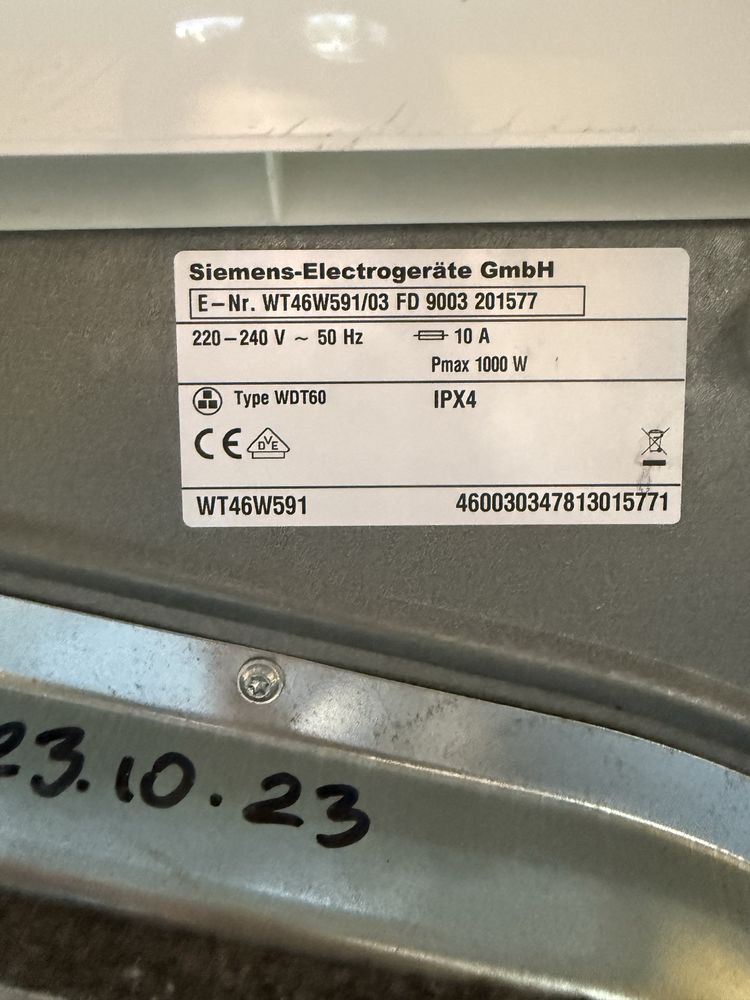 Siemens-Electrogeräte GmbH
E-Nr. WT46W591/03 FD 9003 201577
220-240 V ~ 50 Hz 10 A
Pmax 1000 W
Type WDT60 IPX4
CE DVE
WT46W591 460030347813015771
23.10.23